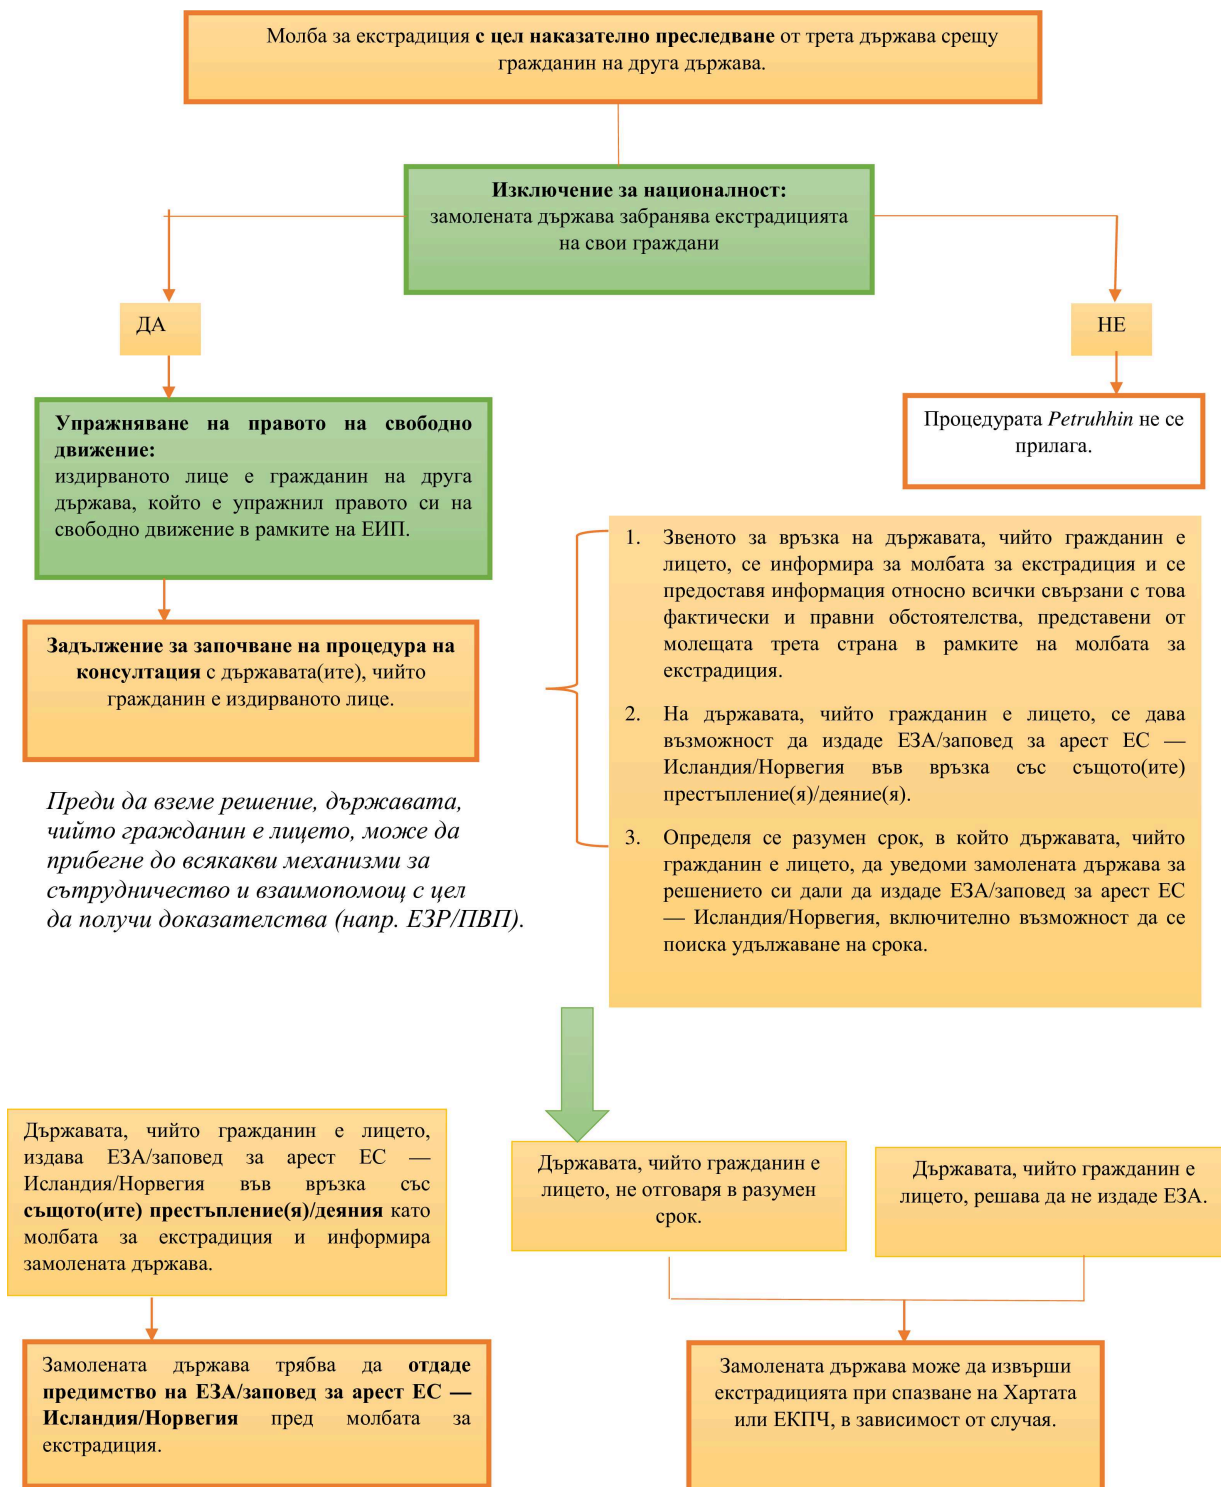 Молба за екстрадиция с цел наказателно преследване от трета държава срещу
гражданин на друга държава.
Изключение за националност:
замолената държава забранява екстрадицията
на свои граждани
ДА
НЕ
Упражняване на правото на свободно
движение:
издирваното лице е гражданин на друга
държава, който е упражнил правото си на
свободно движение в рамките на ЕИП.
Процедурата Petruhhin не се
прилага.
Задължение за започване на процедура на
консултация с държавата(ите), чийто
гражданин е издирваното лице.
1. Звеното за връзка на държавата, чийто гражданин е
лицето, се информира за молбата за екстрадиция и се
предоставя информация относно всички свързани с това
фактически и правни обстоятелства, представени от
молещата трета страна в рамките на молбата за
екстрадиция.
2. На държавата, чийто гражданин е лицето, се дава
възможност да издаде ЕЗА/заповед за арест ЕС —
Исландия/Норвегия във връзка със същото(ите)
престъпление(я)/деяние(я).
3. Определя се разумен срок, в който държавата, чийто
гражданин е лицето, да уведоми замолената държава за
решението си дали да издаде ЕЗА/заповед за арест ЕС
— Исландия/Норвегия, включително възможност да се
поиска удължаване на срока.
Преди да вземе решение, държавата,
чийто гражданин е лицето, може да
прибегне до всякакви механизми за
сътрудничество и взаимопомощ с цел
да получи доказателства (напр. ЕЗР/ПВП).
Държавата, чийто гражданин е лицето,
издава ЕЗА/заповед за арест ЕС —
Исландия/Норвегия във връзка със
същото(ите) престъпление(я)/деяния като
молбата за екстрадиция и информира
замолената държава.
Държавата, чийто гражданин е
лицето, не отговаря в разумен
срок.
Държавата, чийто гражданин е
лицето, решава да не издаде ЕЗА.
Замолената държава трябва да отдаде
предимство на ЕЗА/заповед за арест ЕС —
Исландия/Норвегия пред молбата за
екстрадиция.
Замолената държава може да извърши
екстрадицията при спазване на Хартата
или ЕКПЧ, в зависимост от случая.